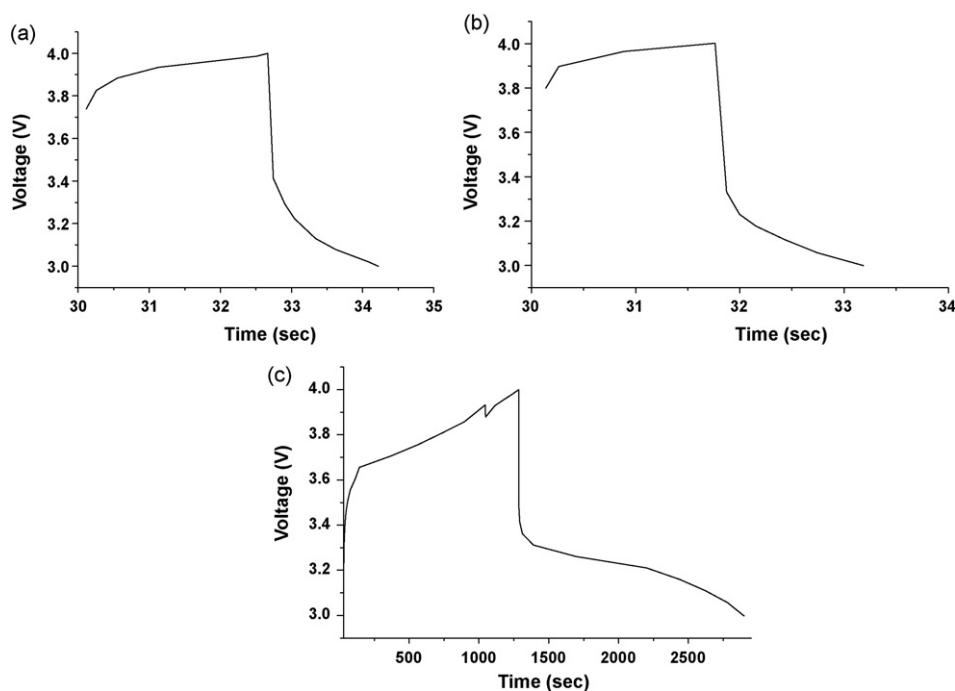 (a)
4.0
3.8
3.6
3.4
3.2
3.0
Voltage (V)
30 31 32 33 34 35
Time (sec)
(b)
4.0
3.8
3.6
3.4
3.2
3.0
Voltage (V)
30 31 32 33 34
Time (sec)
(c)
4.0
3.8
3.6
3.4
3.2
3.0
Voltage (V)
500 1000 1500 2000 2500
Time (sec)